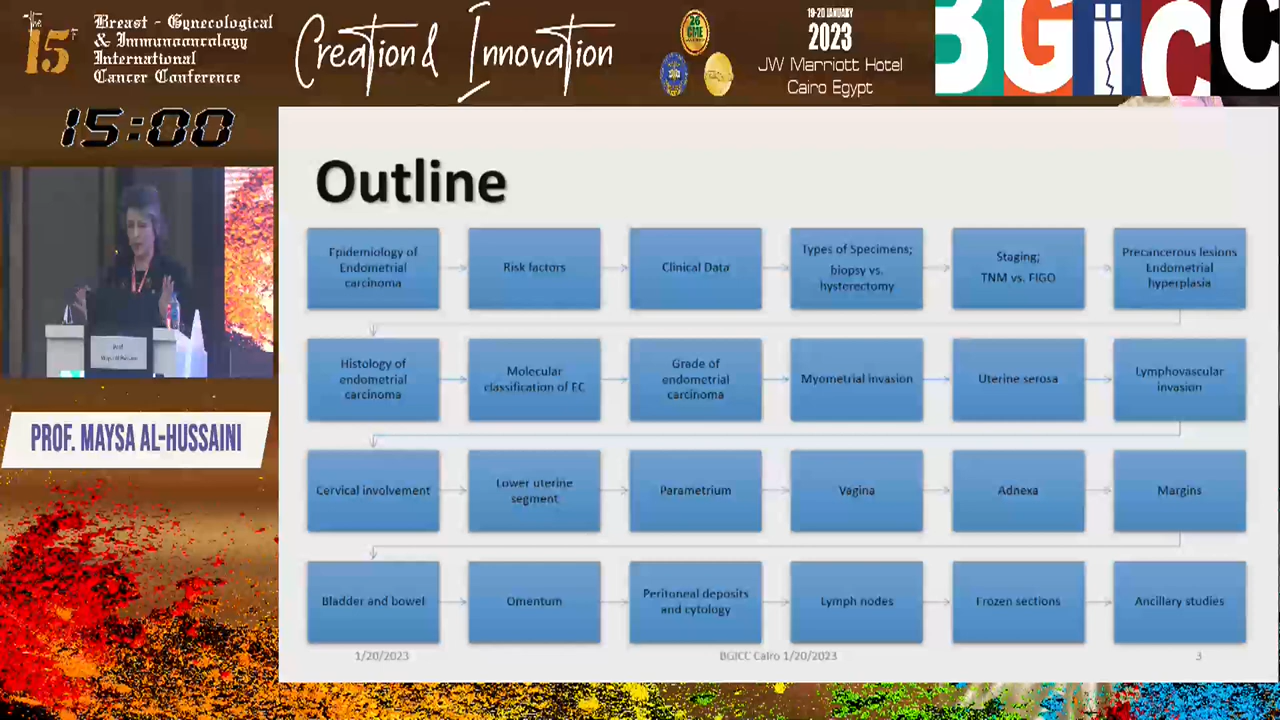 The
15th
Breast - Gynecological
& Immunooncology
International
Cancer Conference
Creation & Innovation
19-20 JANUARY
2023
JW Marriott Hotel
Cairo Egypt
BGICC
15:00
PROF. MAYSA AL-HUSSAINI
Outline
Epidemiology of
Endometrial
carcinoma
Risk factors
Clinical Data
Types of Specimens;
biopsy vs.
hysterectomy
Staging;
TNM vs. FIGO
Precancerous lesions
Endometrial
hyperplasia
Histology of
endometrial
carcinoma
Molecular
classification of EC
Grade of
endometrial
carcinoma
Myometrial invasion
Uterine serosa
Lymphovascular
invasion
Cervical involvement
Lower uterine
segment
Parametrium
Vagina
Adnexa
Margins
Bladder and bowel
Omentum
Peritoneal deposits
and cytology
Lymph nodes
Frozen sections
Ancillary studies
1/20/2023
BGICC Cairo 1/20/2023
3